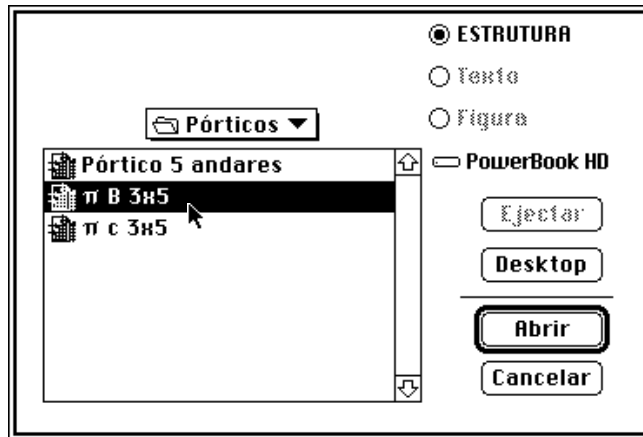 ESTRUTURA
Texto
Figura
Pórticos
Pórtico 5 andares
π B 3x5
π c 3x5
PowerBook HD
Ejectar
Desktop
Abrir
Cancelar